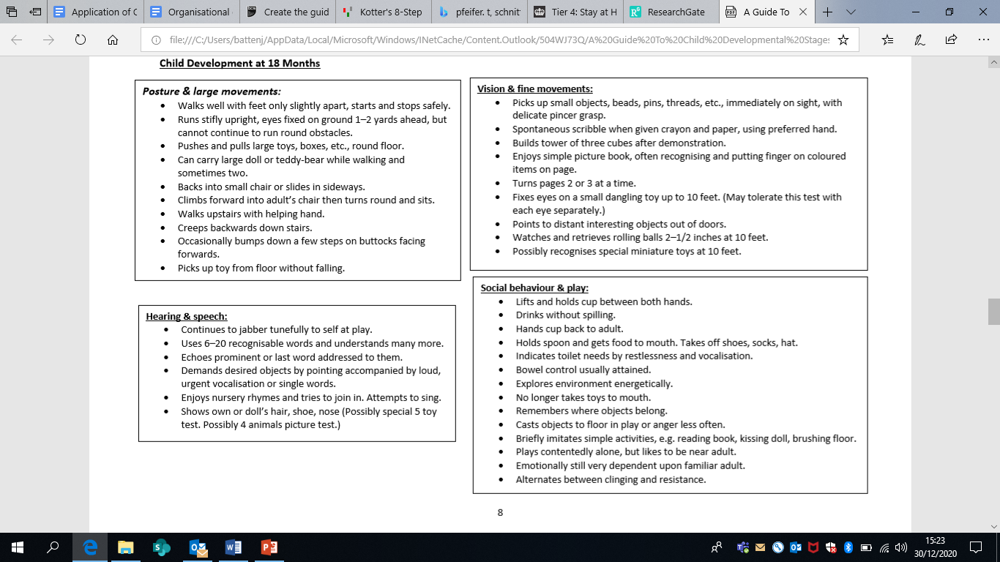 Application of C
Organisational
Create the guid
Kotter's 8-Step
pfeifer. t, schnit
Tier 4: Stay at H
ResearchGate
A Guide To
file:///C:/Users/battenj/AppData/Local/Microsoft/Windows/INetCache/Content.Outlook/504WJ73Q/A%20Guide%20To%20Child%20Developmental%20Stages
Child Development at 18 Months
Posture & large movements:
• Walks well with feet only slightly apart, starts and stops safely.
• Runs stifly upright, eyes fixed on ground 1–2 yards ahead, but
cannot continue to run round obstacles.
• Pushes and pulls large toys, boxes, etc., round floor.
• Can carry large doll or teddy-bear while walking and
sometimes two.
• Backs into small chair or slides in sideways.
• Climbs forward into adult's chair then turns round and sits.
• Walks upstairs with helping hand.
• Creeps backwards down stairs.
• Occasionally bumps down a few steps on buttocks facing
forwards.
• Picks up toy from floor without falling.
Vision & fine movements:
• Picks up small objects, beads, pins, threads, etc., immediately on sight, with
delicate pincer grasp.
• Spontaneous scribble when given crayon and paper, using preferred hand.
• Builds tower of three cubes after demonstration.
• Enjoys simple picture book, often recognising and putting finger on coloured
items on page.
• Turns pages 2 or 3 at a time.
• Fixes eyes on a small dangling toy up to 10 feet. (May tolerate this test with
each eye separately.)
• Points to distant interesting objects out of doors.
• Watches and retrieves rolling balls 2–1/2 inches at 10 feet.
• Possibly recognises special miniature toys at 10 feet.
Hearing & speech:
• Continues to jabber tunefully to self at play.
• Uses 6–20 recognisable words and understands many more.
• Echoes prominent or last word addressed to them.
• Demands desired objects by pointing accompanied by loud,
urgent vocalisation or single words.
• Enjoys nursery rhymes and tries to join in. Attempts to sing.
• Shows own or doll's hair, shoe, nose (Possibly special 5 toy
test. Possibly 4 animals picture test.)
Social behaviour & play:
• Lifts and holds cup between both hands.
• Drinks without spilling.
• Hands cup back to adult.
• Holds spoon and gets food to mouth. Takes off shoes, socks, hat.
• Indicates toilet needs by restlessness and vocalisation.
• Bowel control usually attained.
• Explores environment energetically.
• No longer takes toys to mouth.
• Remembers where objects belong.
• Casts objects to floor in play or anger less often.
• Briefly imitates simple activities, e.g. reading book, kissing doll, brushing floor.
• Plays contentedly alone, but likes to be near adult.
• Emotionally still very dependent upon familiar adult.
• Alternates between clinging and resistance.
8
15:23
30/12/2020